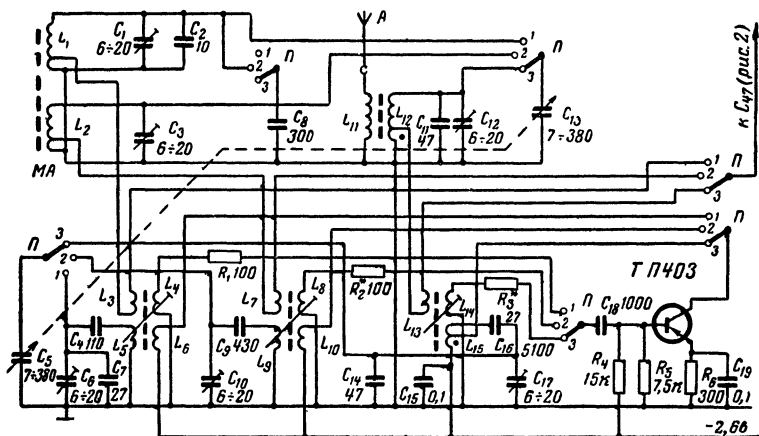 L₁
C₁
6÷20
C₂
10
П
1
2
3
A
1
2
3
П
к C₄₇ (рис. 2)
L₂
C₃
6÷20
C₈
300
L₁₁
L₁₂
C₁₁
47
C₁₂
6÷20
C₁₃
7÷380
MA
1
2
3
П
П
3
2
1
R₁ 100
1
2
3
П
T П403
L₃
L₄
L₅
L₆
L₇
L₈
R₂* 100
L₉
L₁₀
L₁₃
L₁₄
R₃*
27
L₁₅
C₁₆
5100
1
2
3
П
C₁₈ 1000
C₄ 110
C₅
7÷380
C₆
6÷20
C₇
27
C₉ 430
C₁₀
6÷20
C₁₄
47
C₁₅
0,1
C₁₇
6÷20
R₄
15к
R₅
7,5к
R₆
300
C₁₉
0,1
-2,6в